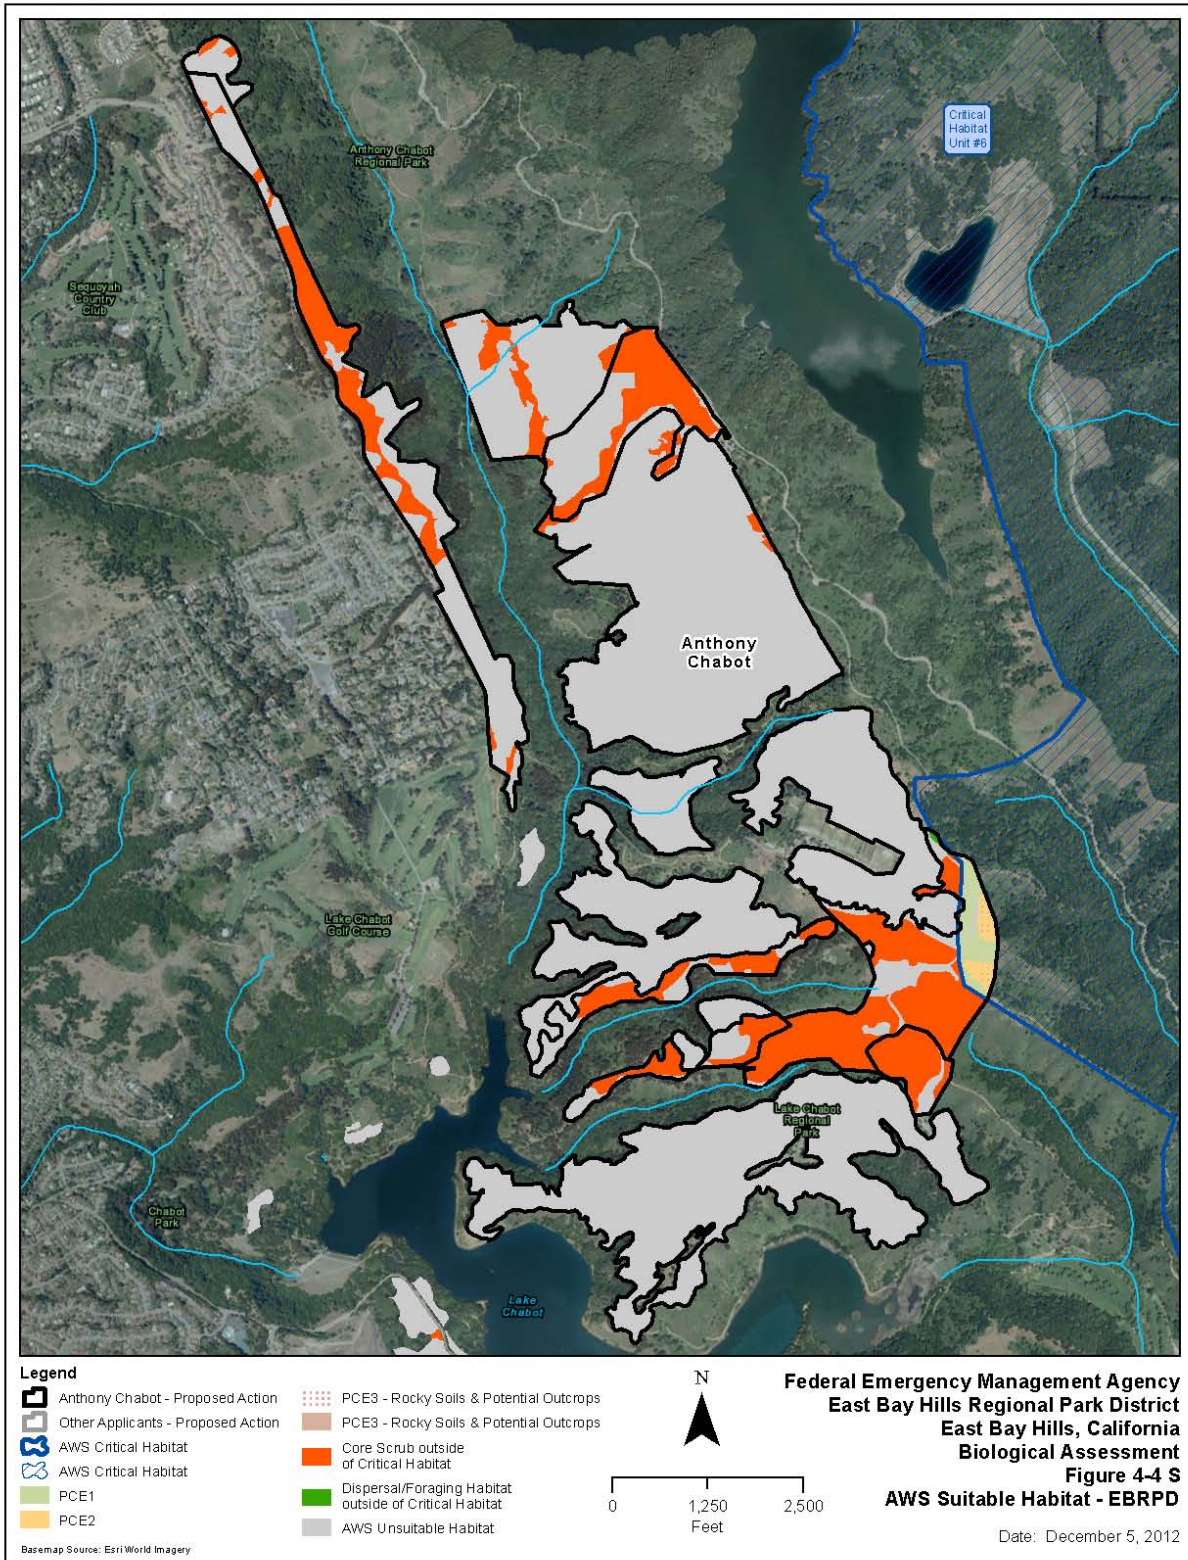 Critical
Habitat
Unit #6
Anthony Chabot
Regional Park
Sequoyah
Country
Club
Anthony
Chabot
Lake Chabot
Golf Course
Lake Chabot
Regional
Park
Chabot
Park
Lake
Chabot
Legend
Anthony Chabot - Proposed Action
Other Applicants - Proposed Action
AWS Critical Habitat
AWS Critical Habitat
PCE1
PCE2
PCE3 - Rocky Soils & Potential Outcrops
PCE3 - Rocky Soils & Potential Outcrops
Core Scrub outside
of Critical Habitat
Dispersal/Foraging Habitat
outside of Critical Habitat
AWS Unsuitable Habitat
Basemap Source: Esri World Imagery
N
0 1,250 2,500
Feet
Federal Emergency Management Agency
East Bay Hills Regional Park District
East Bay Hills, California
Biological Assessment
Figure 4-4 S
AWS Suitable Habitat - EBRPD
Date: December 5, 2012